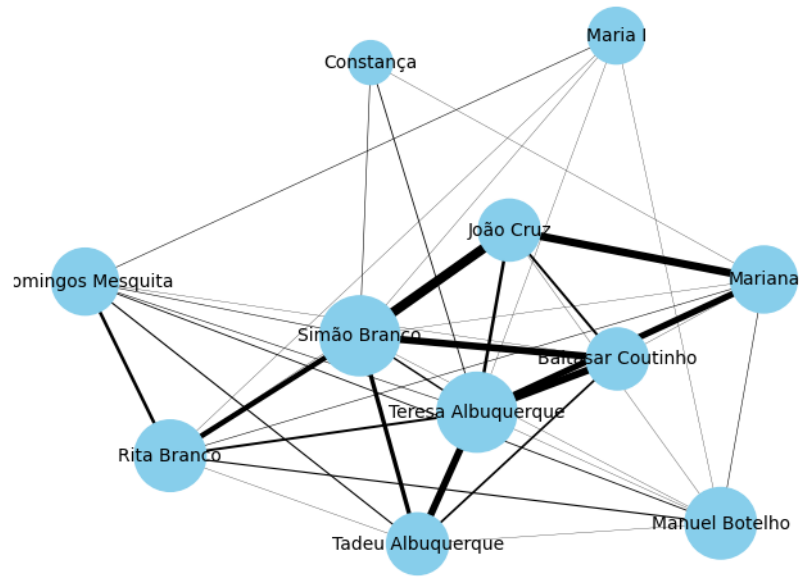 Maria I
Constança
João Cruz
Mariana
omingos Mesquita
Simão Branco
Baltasar Coutinho
Teresa Albuquerque
Rita Branco
Manuel Botelho
Tadeu Albuquerque